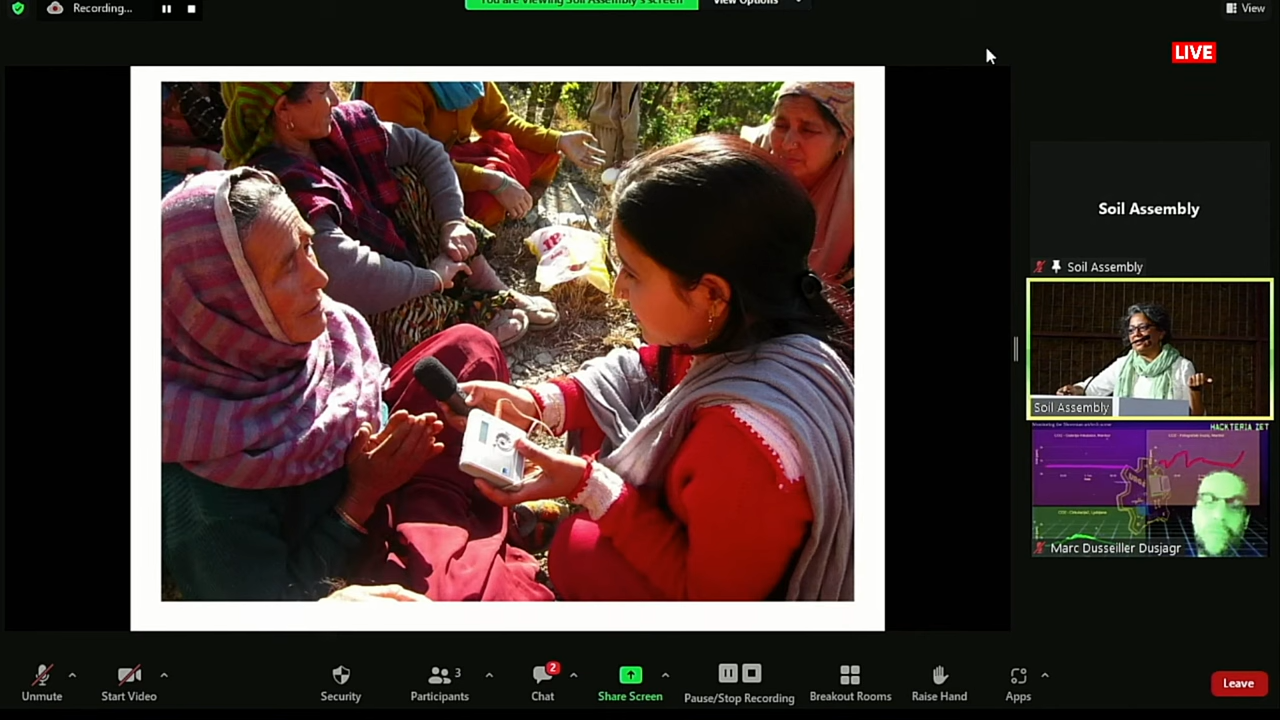 Recording...
You are viewing Soil Assembly's screen
View Options
View
LIVE
Soil Assembly
Soil Assembly
Soil Assembly
HACKTERIA ZET
Marc Dusseiller Dusjagr
Unmute
Start Video
Security
Participants
3
Chat
2
Share Screen
Pause/Stop Recording
Breakout Rooms
Raise Hand
Apps
Leave